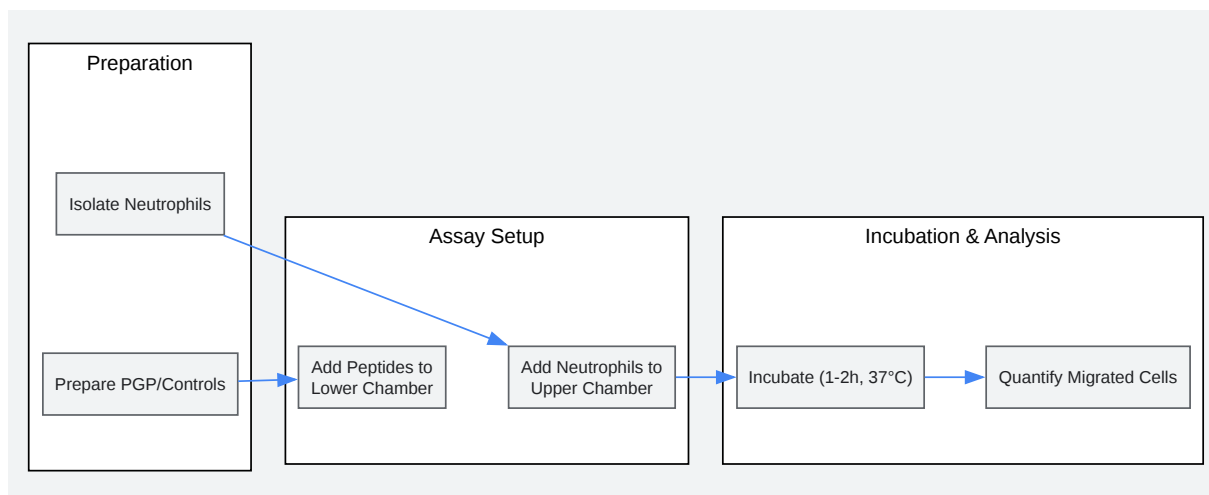 Preparation
Isolate Neutrophils
Prepare PGP/Controls
Assay Setup
Add Peptides to
Lower Chamber
Add Neutrophils to
Upper Chamber
Incubation & Analysis
Incubate (1-2h, 37°C)
Quantify Migrated Cells